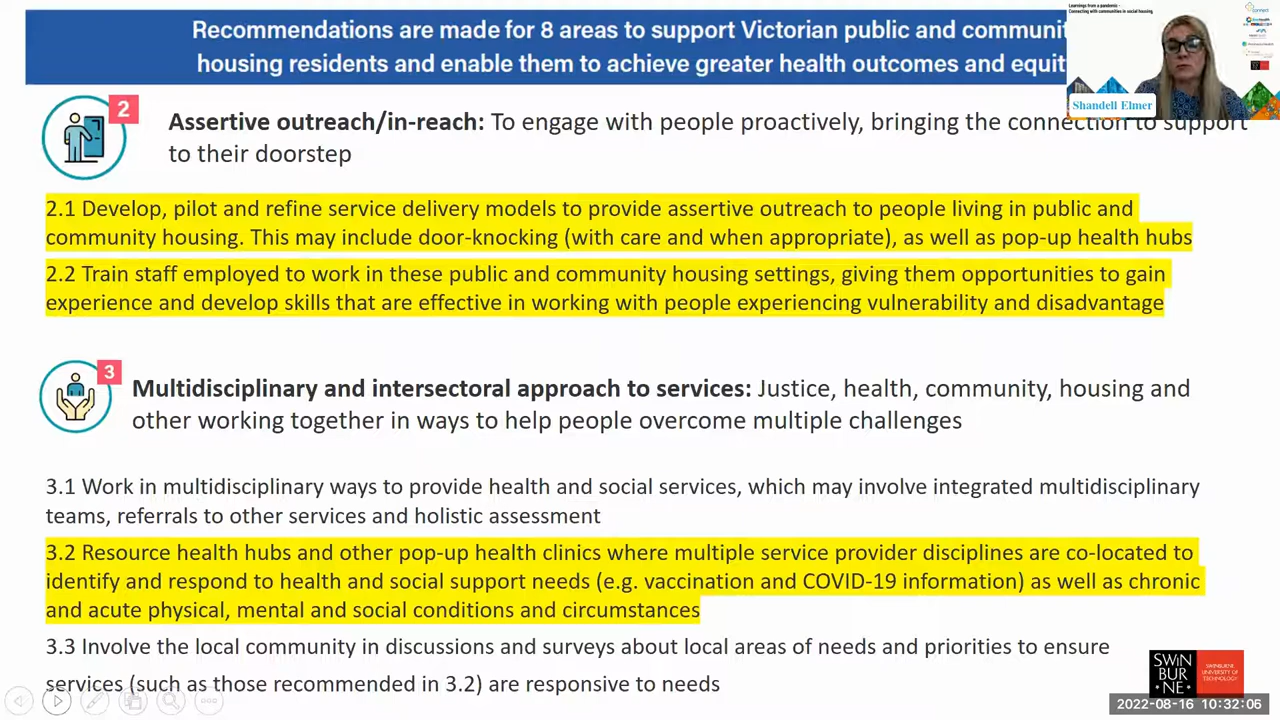 Recommendations are made for 8 areas to support Victorian public and communit
housing residents and enable them to achieve greater health outcomes and equit
Learnings from a pandemic -
Connecting with communities in social housing
Shandell Elmer
2
Assertive outreach/in-reach: To engage with people proactively, bringing the connection to support
to their doorstep
2.1 Develop, pilot and refine service delivery models to provide assertive outreach to people living in public and
community housing. This may include door-knocking (with care and when appropriate), as well as pop-up health hubs
2.2 Train staff employed to work in these public and community housing settings, giving them opportunities to gain
experience and develop skills that are effective in working with people experiencing vulnerability and disadvantage
3
Multidisciplinary and intersectoral approach to services: Justice, health, community, housing and
other working together in ways to help people overcome multiple challenges
3.1 Work in multidisciplinary ways to provide health and social services, which may involve integrated multidisciplinary
teams, referrals to other services and holistic assessment
3.2 Resource health hubs and other pop-up health clinics where multiple service provider disciplines are co-located to
identify and respond to health and social support needs (e.g. vaccination and COVID-19 information) as well as chronic
and acute physical, mental and social conditions and circumstances
3.3 Involve the local community in discussions and surveys about local areas of needs and priorities to ensure
services (such as those recommended in 3.2) are responsive to needs
SWIN
BUR
NE
SWINBURNE
UNIVERSITY OF
TECHNOLOGY
2022-08-16 10:32:06